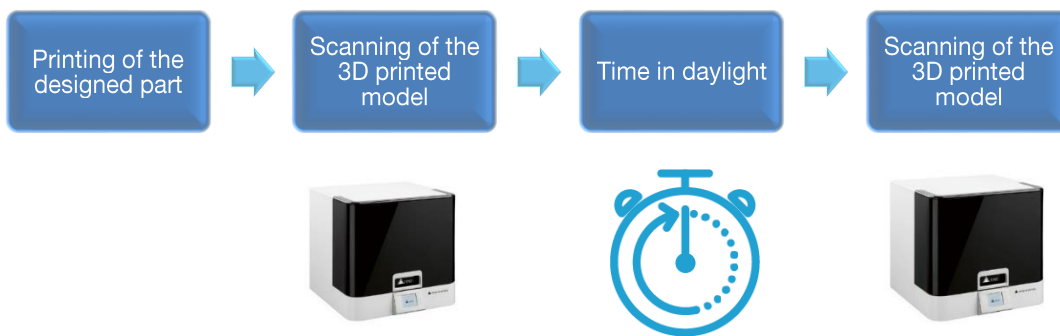 Printing of the
designed part
Scanning of the
3D printed
model
Time in daylight
Scanning of the
3D printed
model